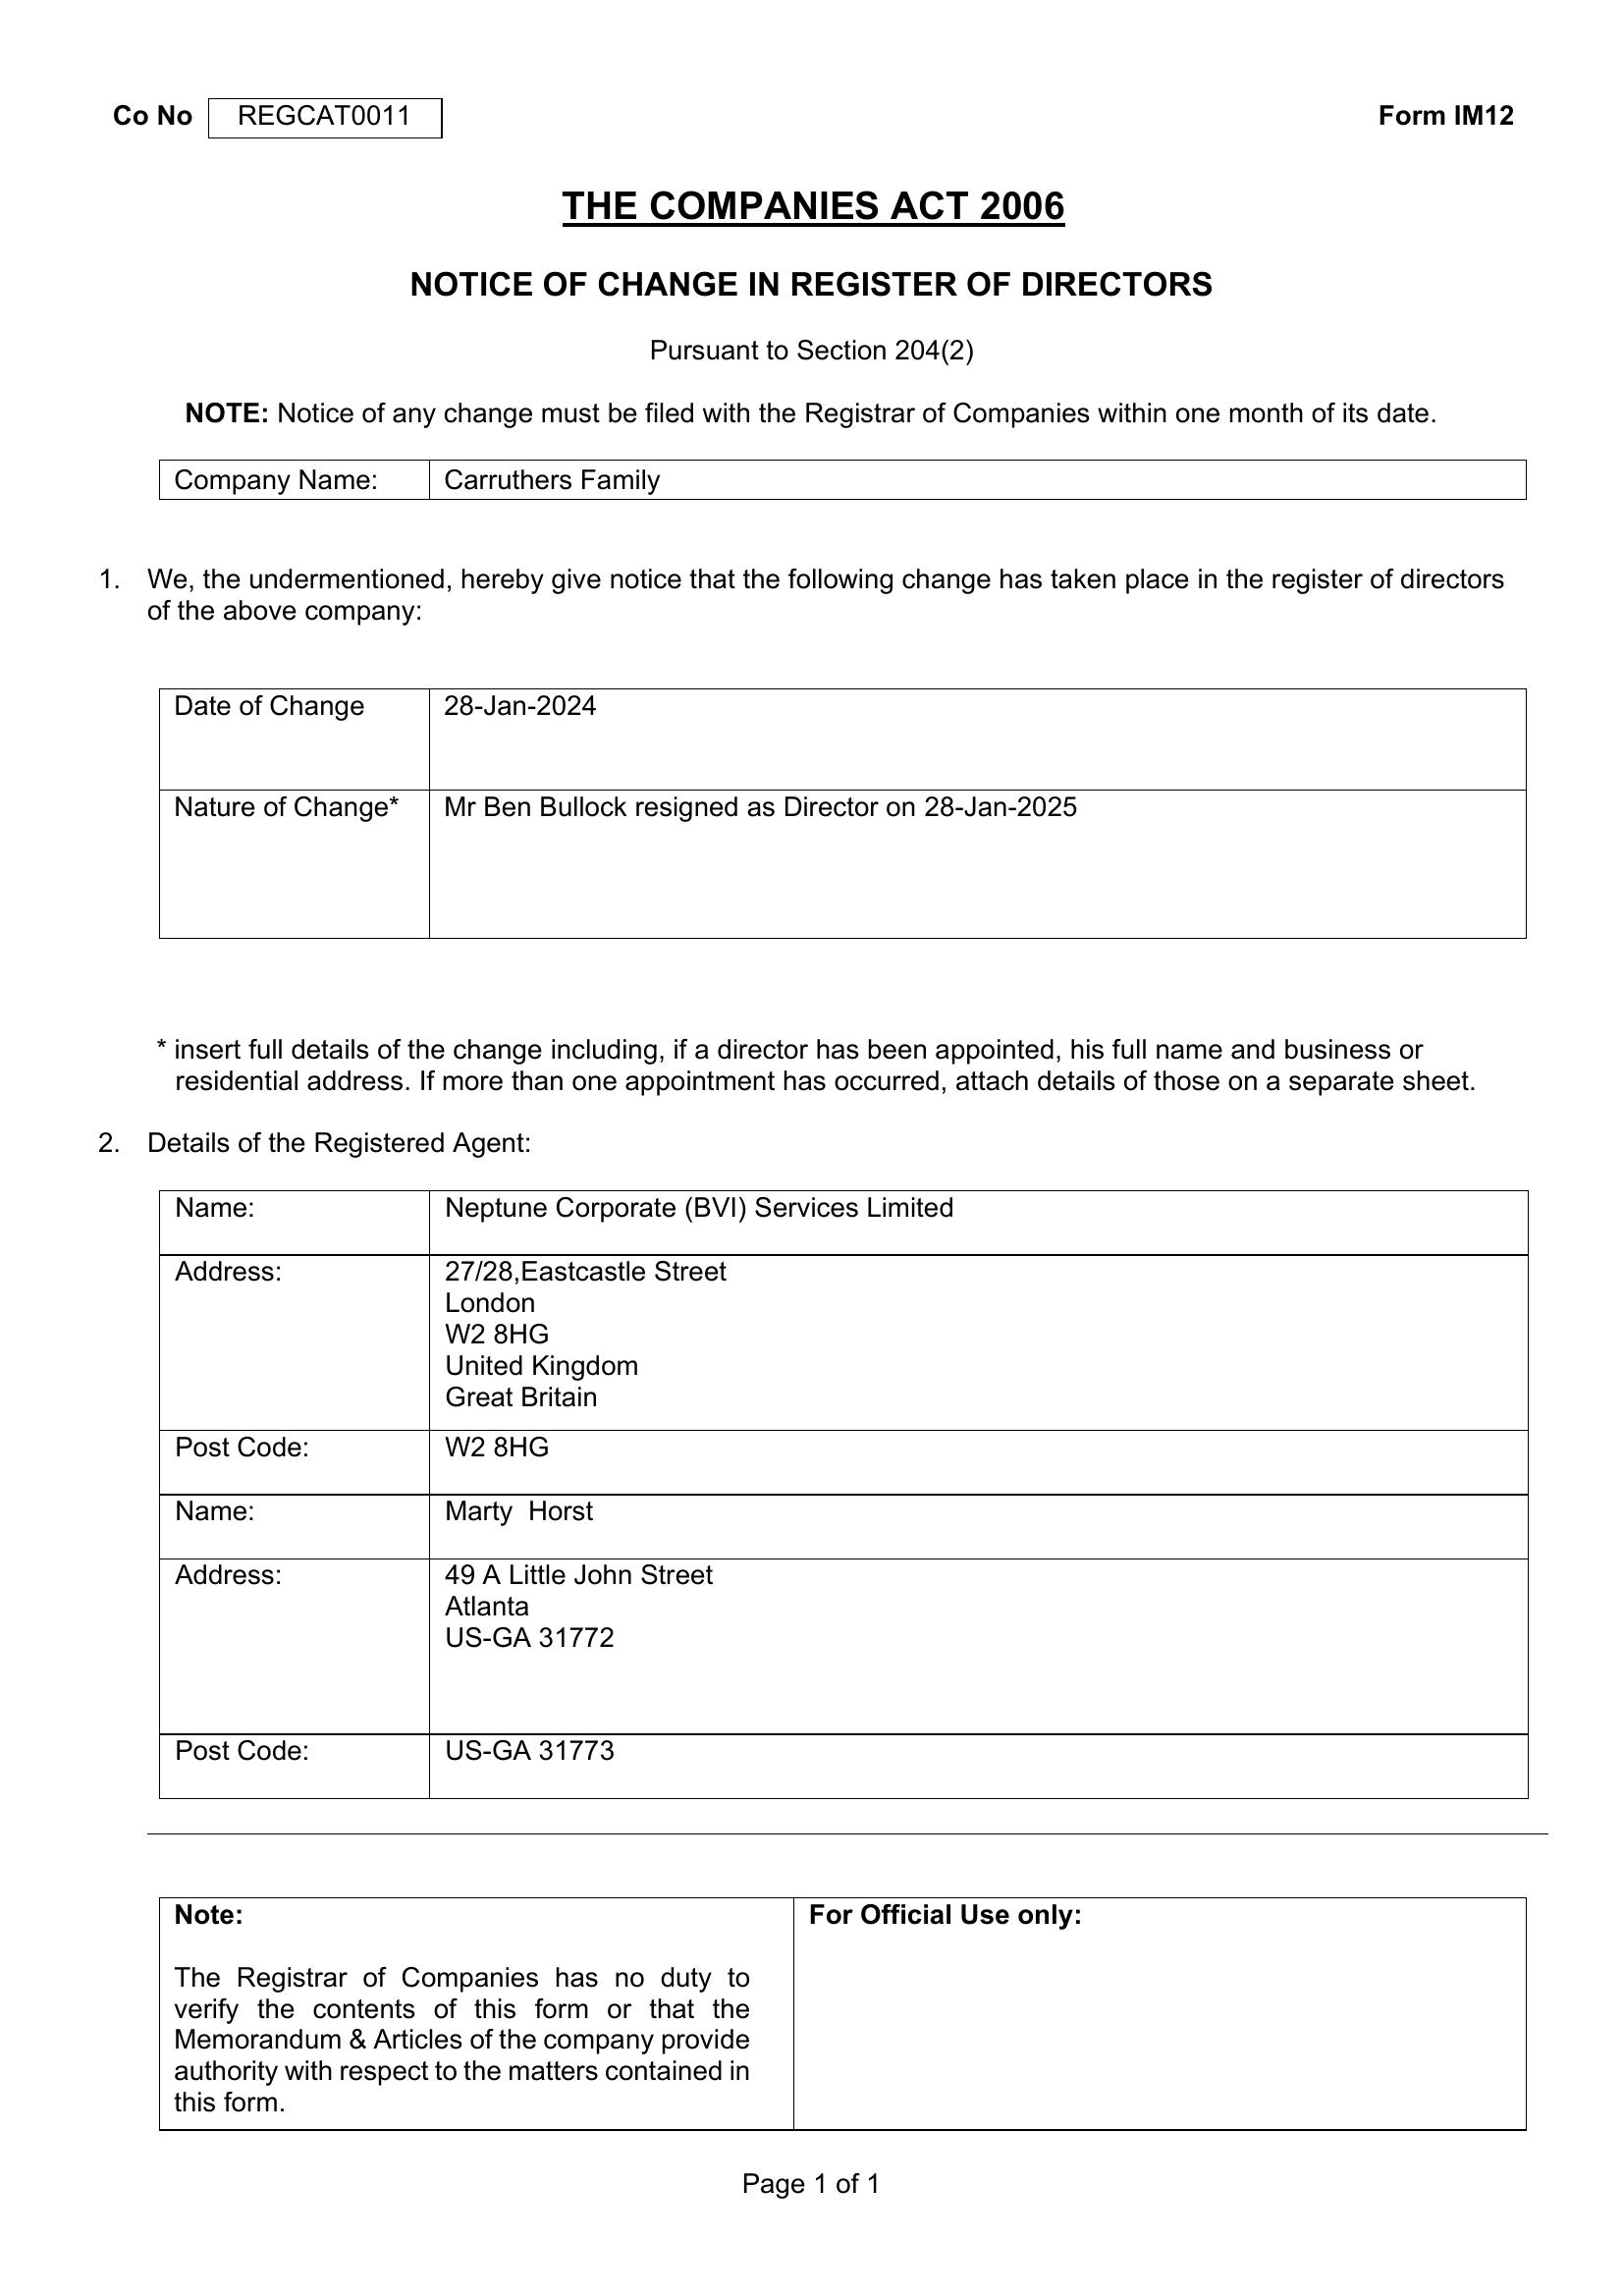 Co No REGCAT0011 Form IM12
THE COMPANIES ACT 2006
NOTICE OF CHANGE IN REGISTER OF DIRECTORS
Pursuant to Section 204(2)
NOTE: Notice of any change must be filed with the Registrar of Companies within one month of its date.
Company Name: Carruthers Family
1. We, the undermentioned, hereby give notice that the following change has taken place in the register of directors
of the above company:
Date of Change 28-Jan-2024
Nature of Change* Mr Ben Bullock resigned as Director on 28-Jan-2025
* insert full details of the change including, if a director has been appointed, his full name and business or
residential address. If more than one appointment has occurred, attach details of those on a separate sheet.
2. Details of the Registered Agent:
Name: Neptune Corporate (BVI) Services Limited
Address: 27/28,Eastcastle Street
London
W2 8HG
United Kingdom
Great Britain
Post Code: W2 8HG
Name: Marty  Horst
Address: 49 A Little John Street
Atlanta
US-GA 31772
Post Code: US-GA 31773
Note:
The Registrar of Companies has no duty to
verify the contents of this form or that the
Memorandum & Articles of the company provide
authority with respect to the matters contained in
this form.
For Official Use only:
Page 1 of 1